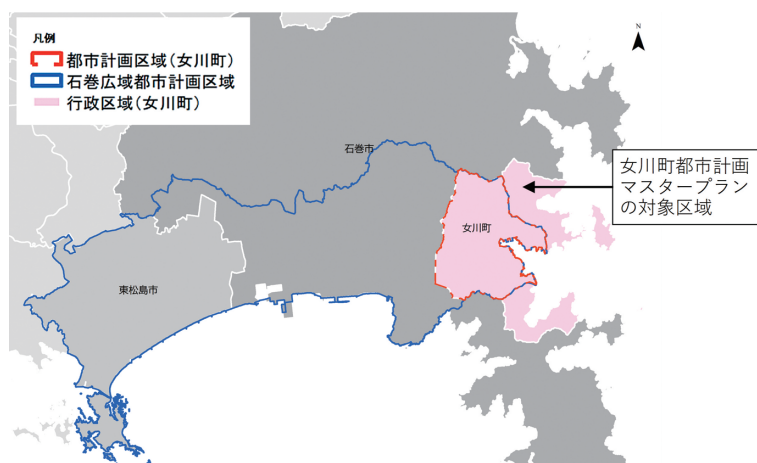 凡例
都市計画区域(女川町)
石巻広域都市計画区域
行政区域(女川町)
N
石巻市
女川町都市計画
マスタープラン
の対象区域
女川町
東松島市